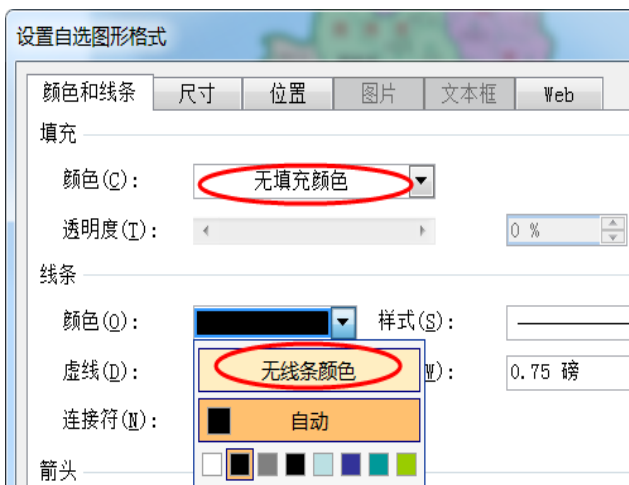 设置自选图形格式
颜色和线条 尺寸 位置 图片 文本框 Web
填充
颜色(C): 无填充颜色
透明度(T): 0 %
线条
颜色(O): 样式(S):
虚线(D): 无线条颜色 W): 0.75 磅
连接符(N): 自动
箭头